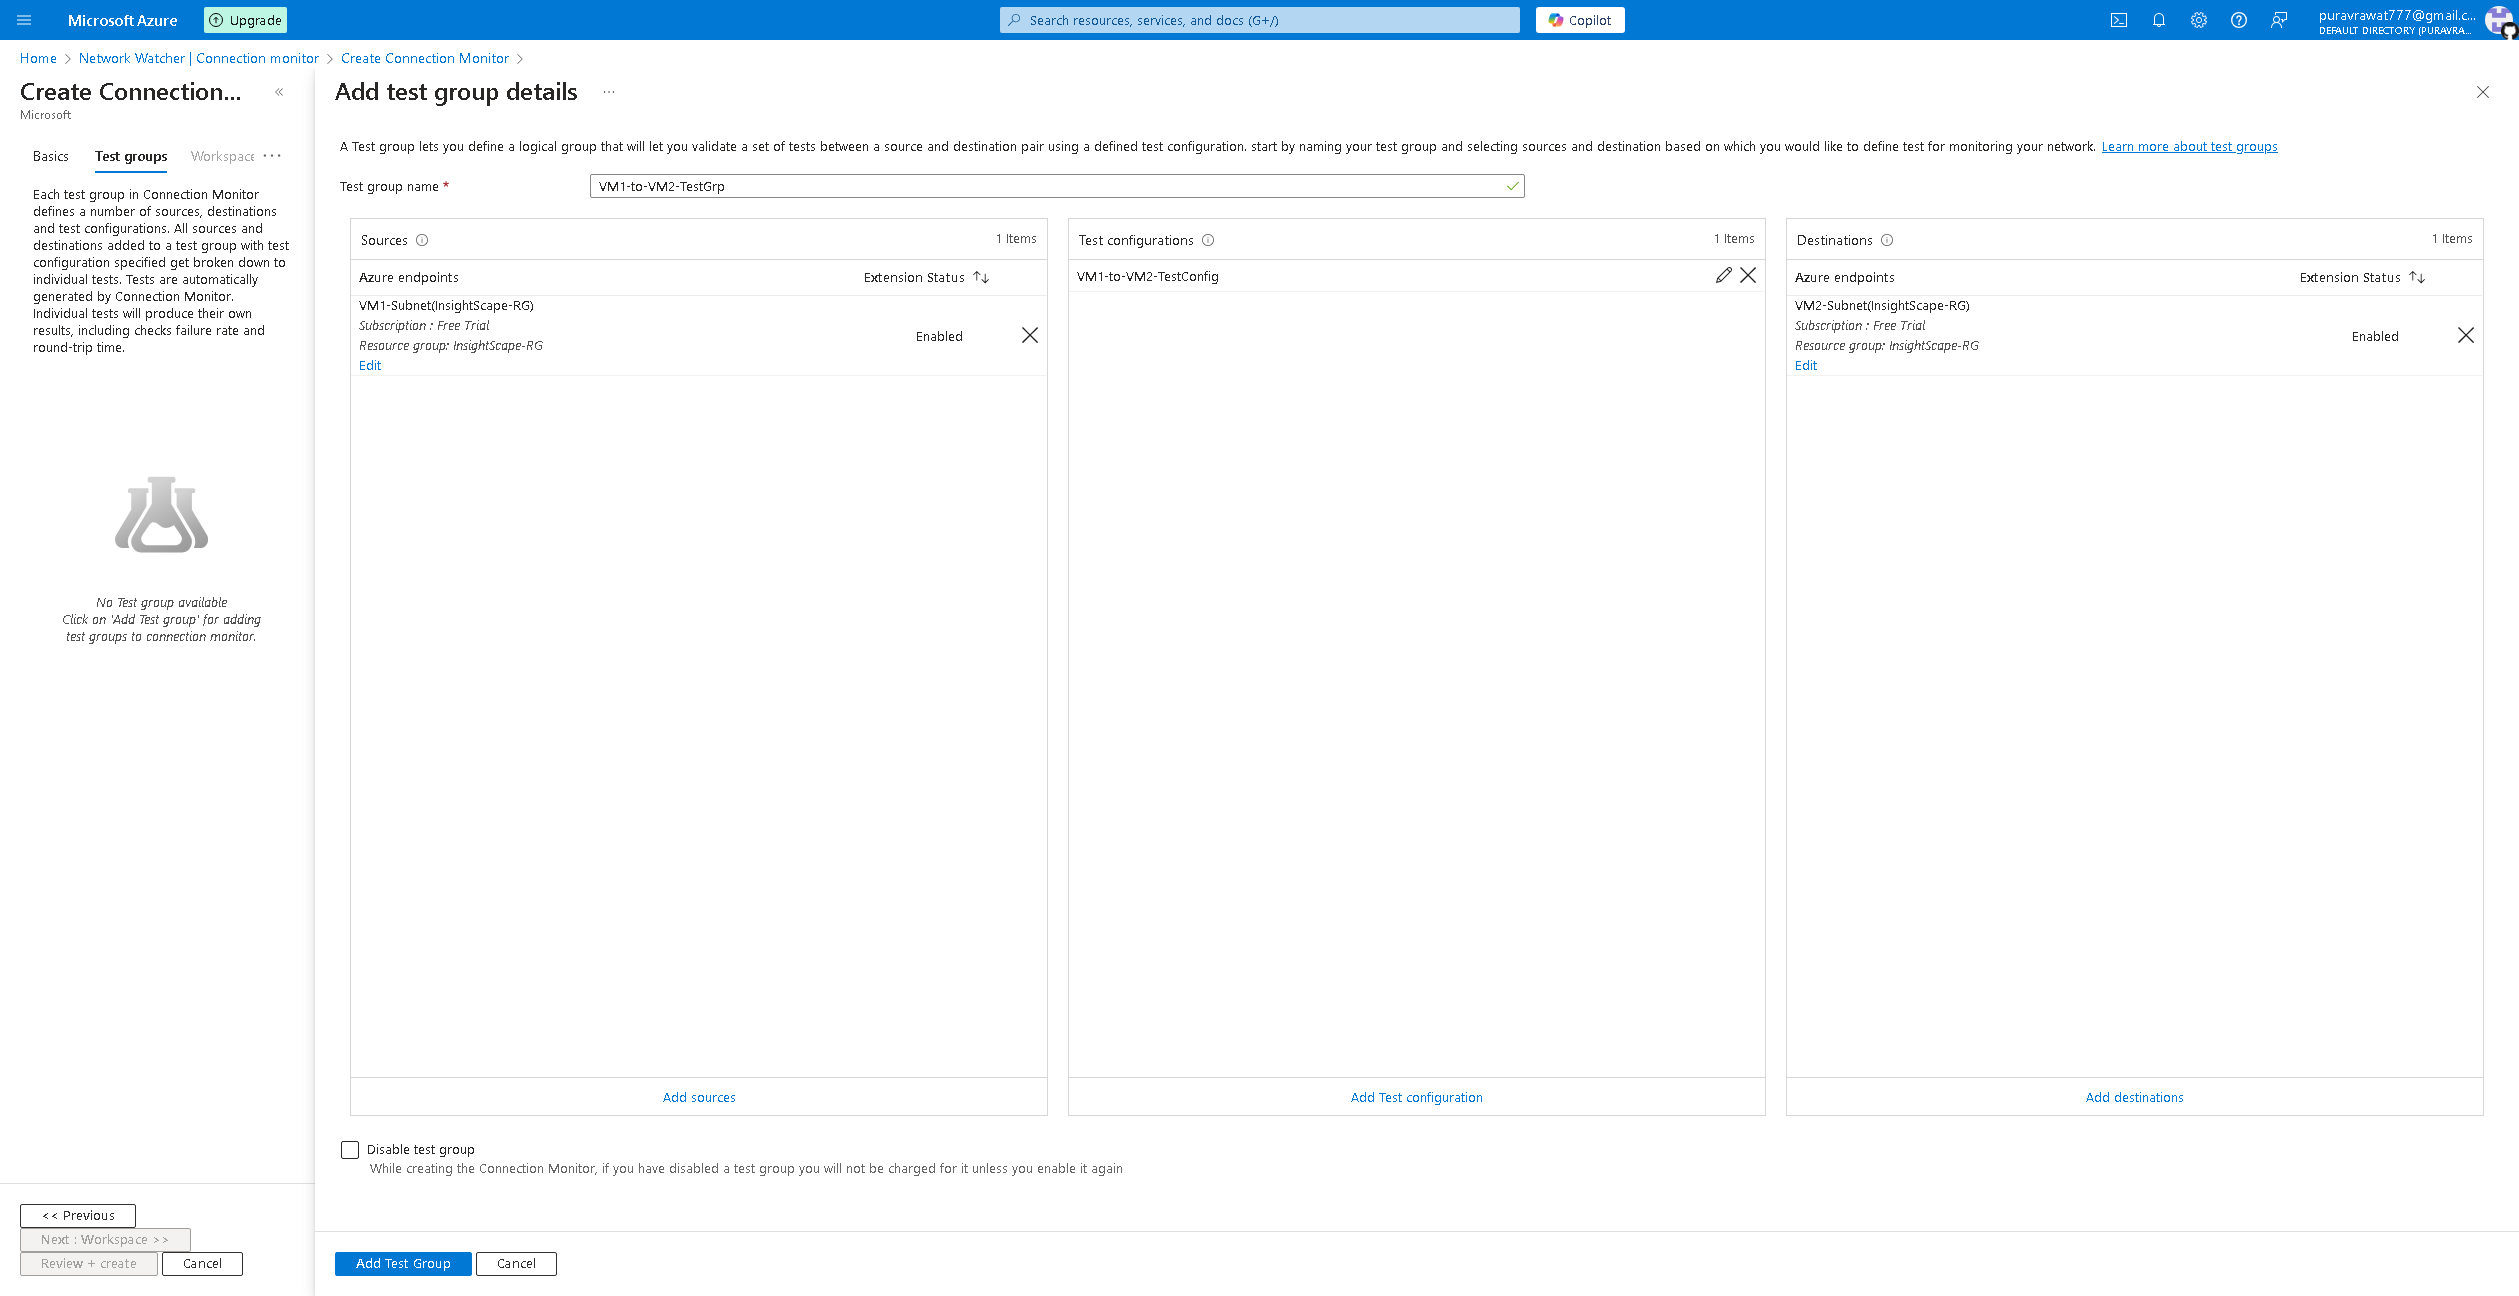 Microsoft Azure
Upgrade
Search resources, services, and docs (G+/)
Copilot
puravrawat777@gmail.c...
DEFAULT DIRECTORY (PURAVRA...
Home > Network Watcher | Connection monitor > Create Connection Monitor >
Create Connection... «
Microsoft
Basics Test groups Workspace ···
Each test group in Connection Monitor
defines a number of sources, destinations
and test configurations. All sources and
destinations added to a test group with test
configuration specified get broken down to
individual tests. Tests are automatically
generated by Connection Monitor.
Individual tests will produce their own
results, including checks failure rate and
round-trip time.
No Test group available
Click on 'Add Test group' for adding
test groups to connection monitor.
<< Previous
Next : Workspace >>
Review + create Cancel
Add test group details ···
A Test group lets you define a logical group that will let you validate a set of tests between a source and destination pair using a defined test configuration. start by naming your test group and selecting sources and destination based on which you would like to define test for monitoring your network. Learn more about test groups
Test group name * VM1-to-VM2-TestGrp
Sources 1 Items
Azure endpoints Extension Status ↑↓
VM1-Subnet(InsightScape-RG)
Subscription : Free Trial
Resource group: InsightScape-RG
Enabled
Edit
Add sources
Test configurations 1 Items
VM1-to-VM2-TestConfig
Add Test configuration
Destinations 1 Items
Azure endpoints Extension Status ↑↓
VM2-Subnet(InsightScape-RG)
Subscription : Free Trial
Resource group: InsightScape-RG
Enabled
Edit
Add destinations
Disable test group
While creating the Connection Monitor, if you have disabled a test group you will not be charged for it unless you enable it again
Add Test Group Cancel